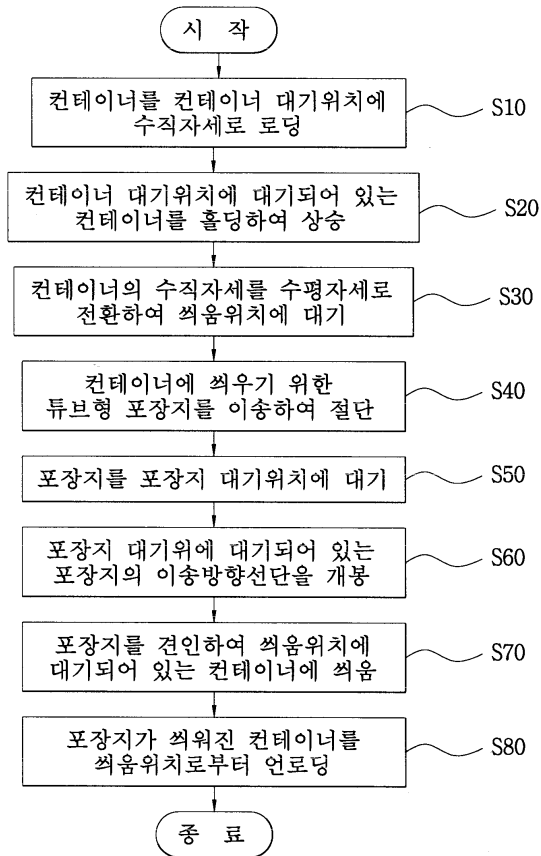 시 작
컨테이너를 컨테이너 대기위치에
수직자세로 로딩
S10
컨테이너 대기위치에 대기되어 있는
컨테이너를 홀딩하여 상승
S20
컨테이너의 수직자세를 수평자세로
전환하여 씌움위치에 대기
S30
컨테이너에 씌우기 위한
튜브형 포장지를 이송하여 절단
S40
포장지를 포장지 대기위치에 대기
S50
포장지 대기위에 대기되어 있는
포장지의 이송방향선단을 개봉
S60
포장지를 견인하여 씌움위치에
대기되어 있는 컨테이너에 씌움
S70
포장지가 씌워진 컨테이너를
씌움위치로부터 언로딩
S80
종 료